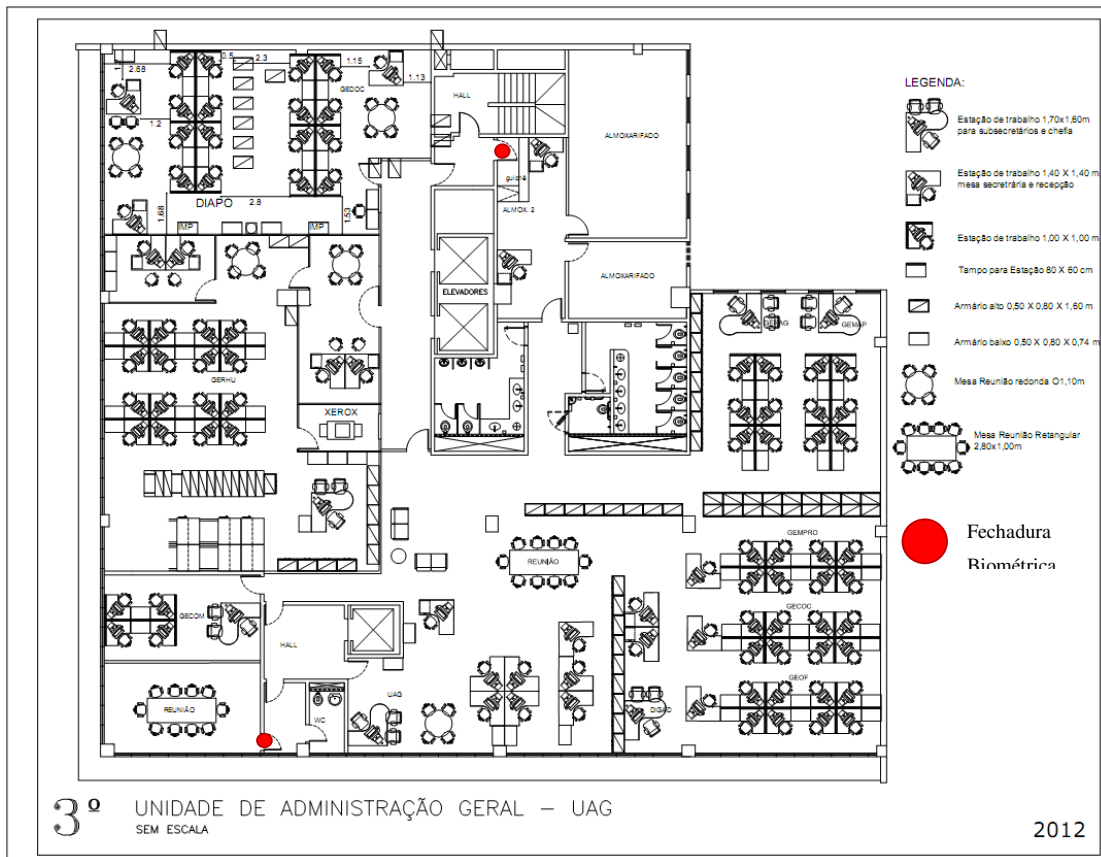 0.5
2.3
1.15
2.68
1.13
1.2
GEDOC
HALL
ALMOXARIFADO
guichê
DIAPO
2.8
1.68
1.53
ALMOX. 2
IMP
IMP
ELEVADORES
ALMOXARIFADO
GEMAP
GERHU
XEROX
GEMPRO
REUNIÃO
GECOM
GECOC
HALL
GEOF
REUNIÃO
UAG
WC
DIGAD
LEGENDA:
Estação de trabalho 1,70x1,60m
para subsecretários e chefia
Estação de trabalho 1,40 X 1,40 m
mesa secretrária e recepção
Estação de trabalho 1,00 X 1,00 m
Tampo para Estação 80 X 60 cm
Armário alto 0,50 X 0,80 X 1,60 m
Armário baixo 0,50 X 0,80 X 0,74 m
Mesa Reunião redonda O1,10m
Mesa Reunião Retangular
2,80x1,00m
Fechadura
Biométrica
3º UNIDADE DE ADMINISTRAÇÃO GERAL – UAG
SEM ESCALA
2012